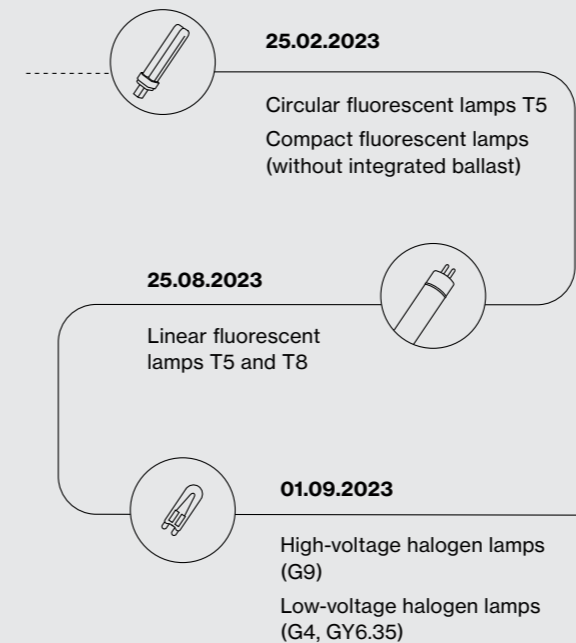 25.02.2023
Circular fluorescent lamps T5
Compact fluorescent lamps
(without integrated ballast)
25.08.2023
Linear fluorescent
lamps T5 and T8
01.09.2023
High-voltage halogen lamps
(G9)
Low-voltage halogen lamps
(G4, GY6.35)